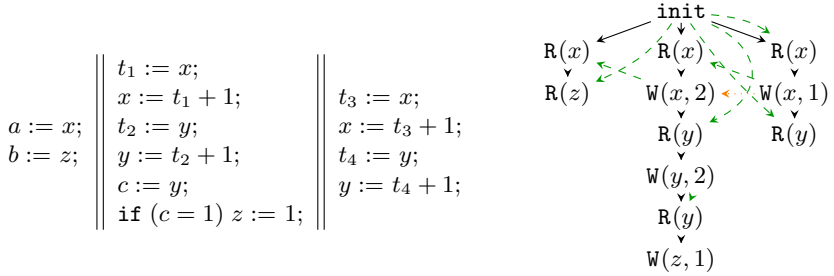 a := x;
b := z;
t₁ := x;
x := t₁ + 1;
t₂ := y;
y := t₂ + 1;
c := y;
if (c = 1) z := 1;
t₃ := x;
x := t₃ + 1;
t₄ := y;
y := t₄ + 1;
init
R(x) R(x) R(x)
R(z) W(x, 2) W(x, 1)
R(y) R(y)
W(y, 2)
R(y)
W(z, 1)